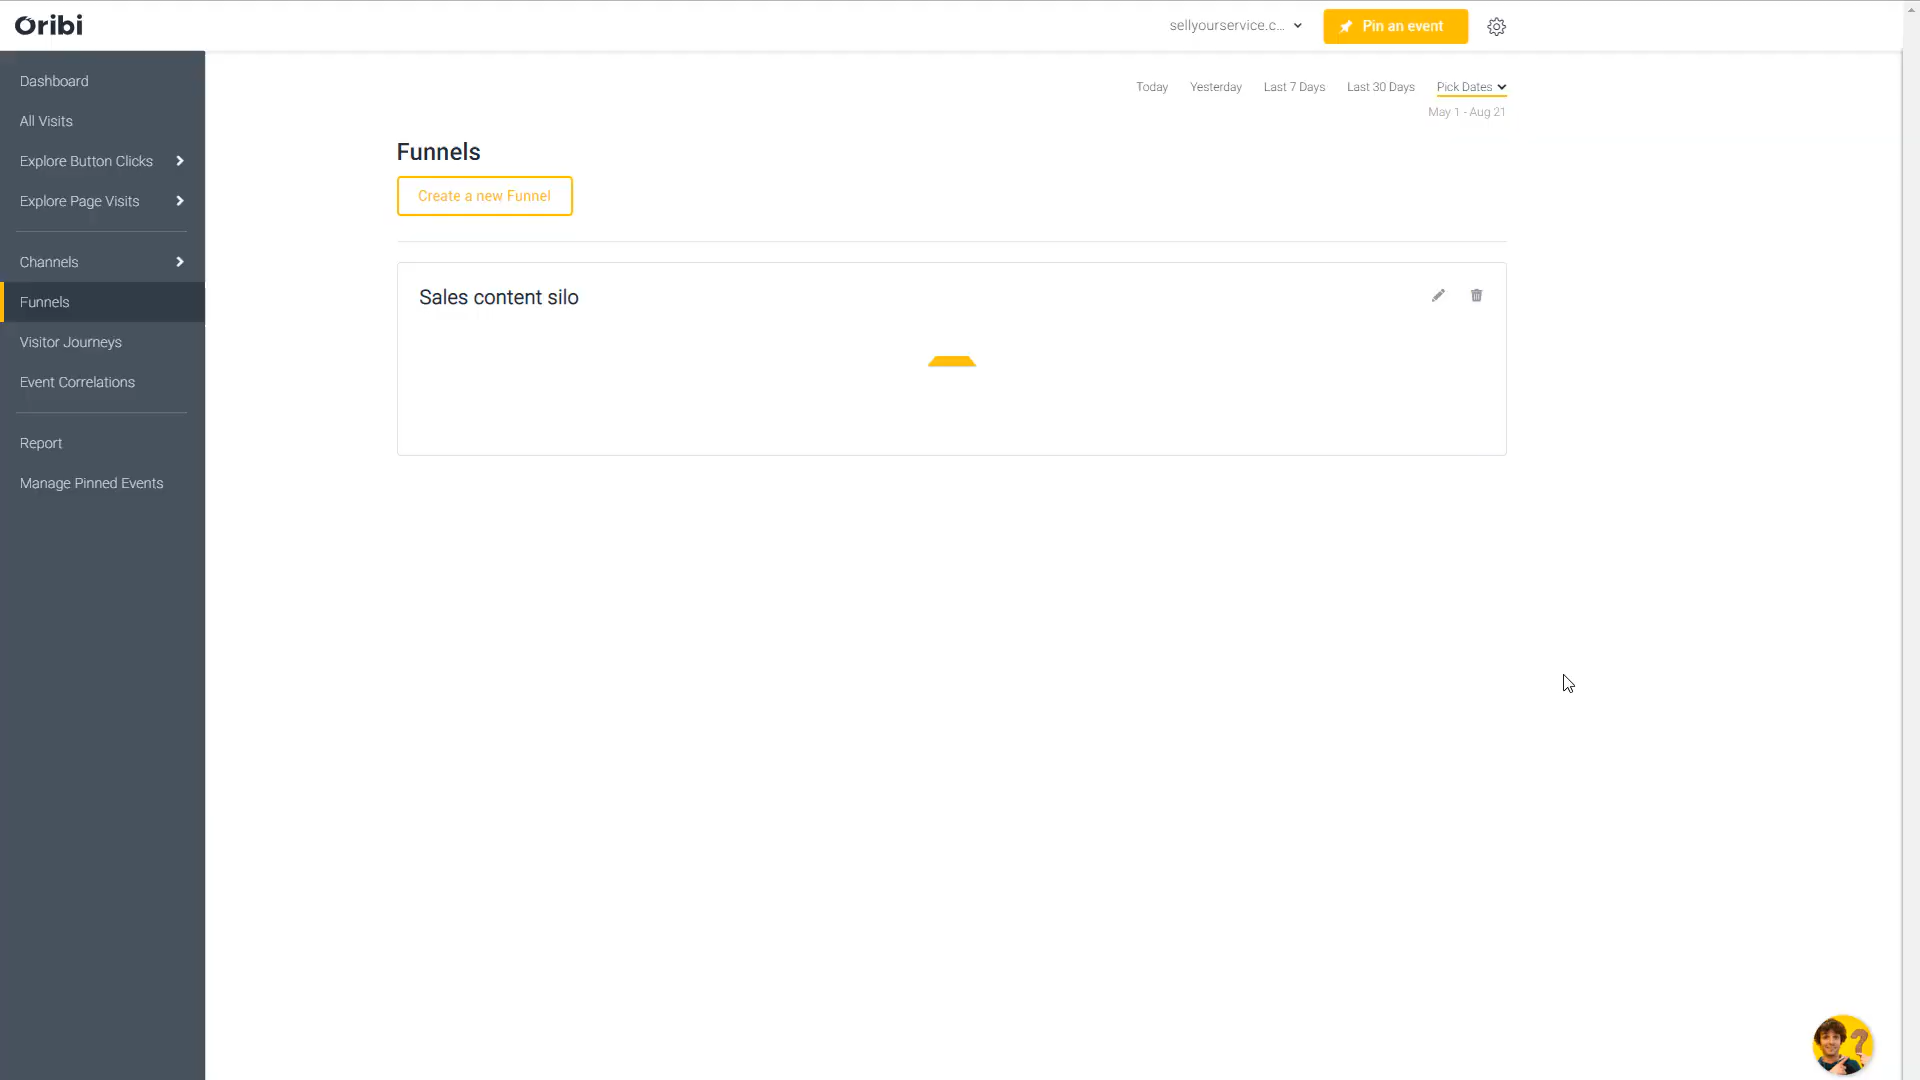 Oribi
sellyourservice.c...
Pin an event
Dashboard
All Visits
Explore Button Clicks
Explore Page Visits
Channels
Funnels
Visitor Journeys
Event Correlations
Report
Manage Pinned Events
Today Yesterday Last 7 Days Last 30 Days Pick Dates
May 1 - Aug 21
Funnels
Create a new Funnel
Sales content silo